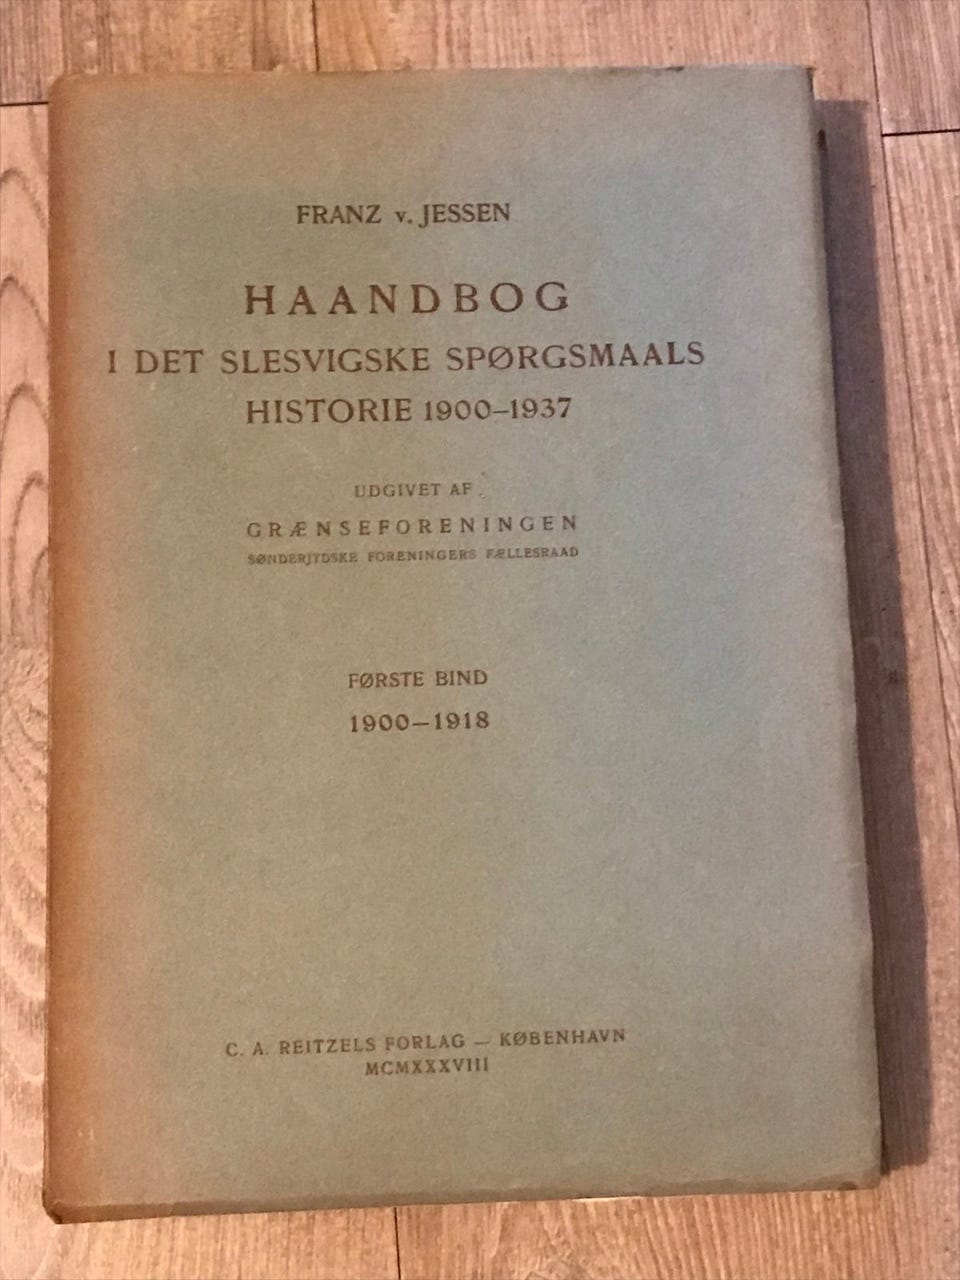 FRANZ v. JESSEN
HAANDBOG
I DET SLESVIGSKE SPØRGSMAALS
HISTORIE 1900–1937
UDGIVET AF
GRÆNSEFORENINGEN
SØNDERJYDSKE FORENINGERS FÆLLESRAAD
FØRSTE BIND
1900–1918
C. A. REITZELS FORLAG – KØBENHAVN
MCMXXXVIII